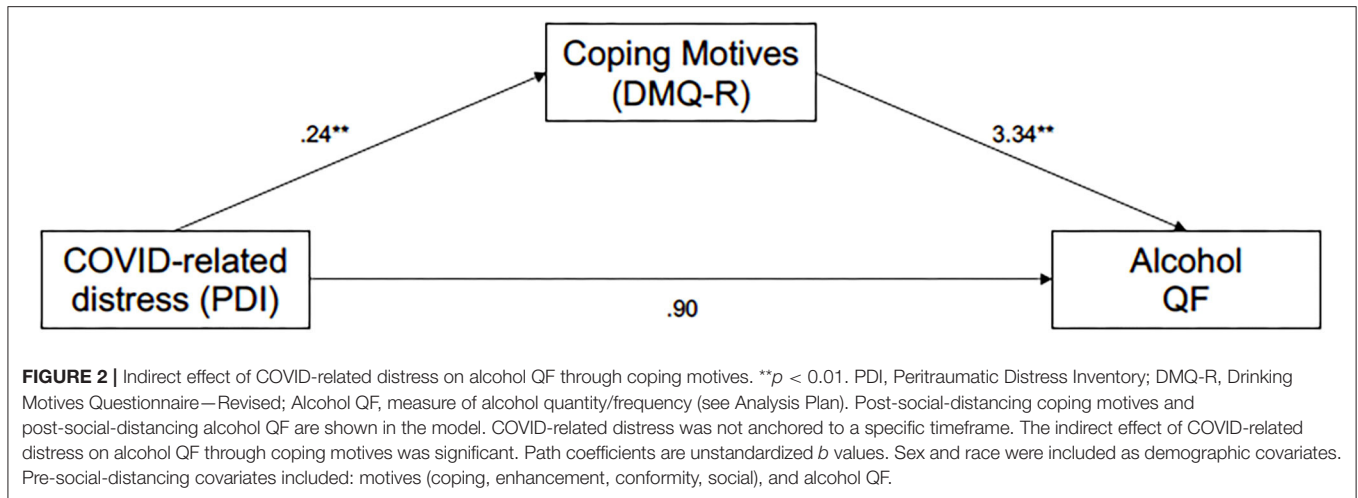 Coping Motives
(DMQ-R)
.24**
3.34**
COVID-related
distress (PDI)
Alcohol
QF
.90
FIGURE 2 | Indirect effect of COVID-related distress on alcohol QF through coping motives. **p < 0.01. PDI, Peritraumatic Distress Inventory; DMQ-R, Drinking
Motives Questionnaire—Revised; Alcohol QF, measure of alcohol quantity/frequency (see Analysis Plan). Post-social-distancing coping motives and
post-social-distancing alcohol QF are shown in the model. COVID-related distress was not anchored to a specific timeframe. The indirect effect of COVID-related
distress on alcohol QF through coping motives was significant. Path coefficients are unstandardized b values. Sex and race were included as demographic covariates.
Pre-social-distancing covariates included: motives (coping, enhancement, conformity, social), and alcohol QF.